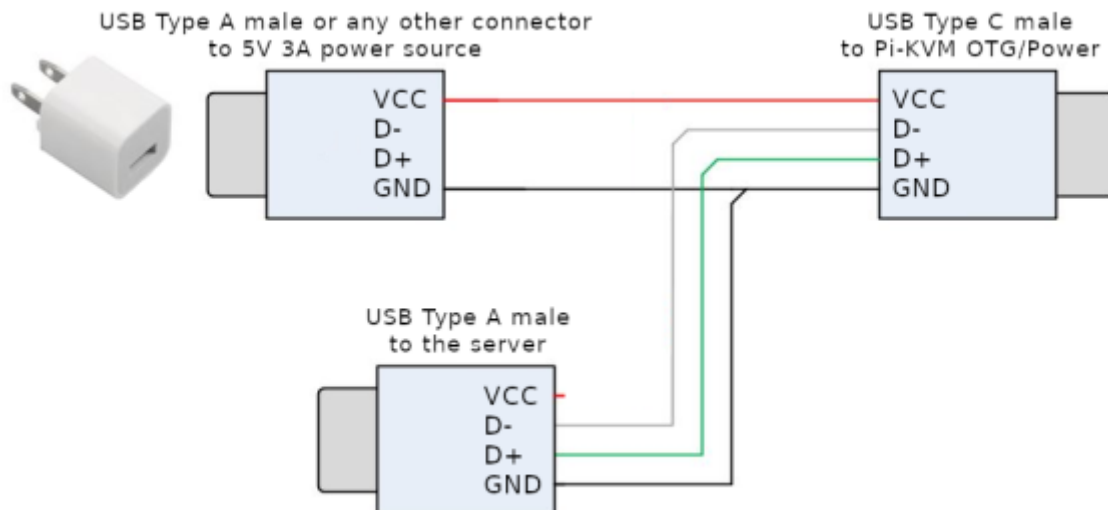 USB Type A male or any other connector
to 5V 3A power source
USB Type C male
to Pi-KVM OTG/Power
VCC
D-
D+
GND
VCC
D-
D+
GND
USB Type A male
to the server
VCC
D-
D+
GND